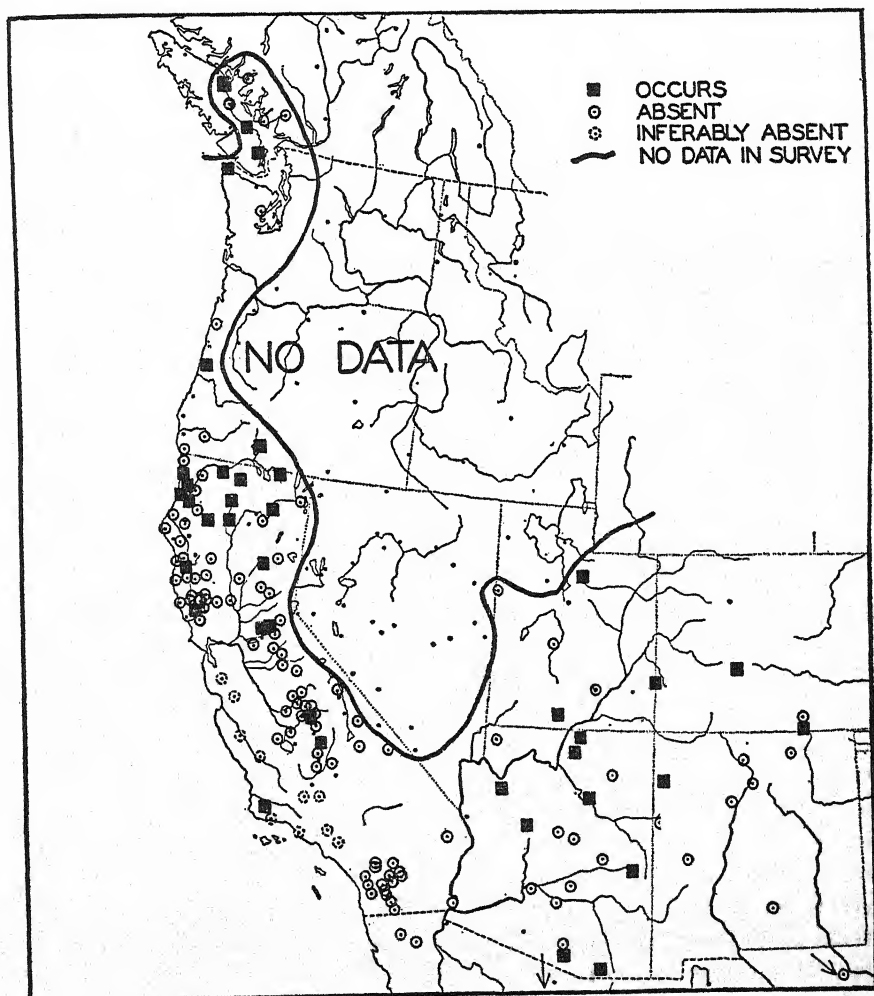 OCCURS
ABSENT
INFERABLY ABSENT
NO DATA IN SURVEY
NO DATA